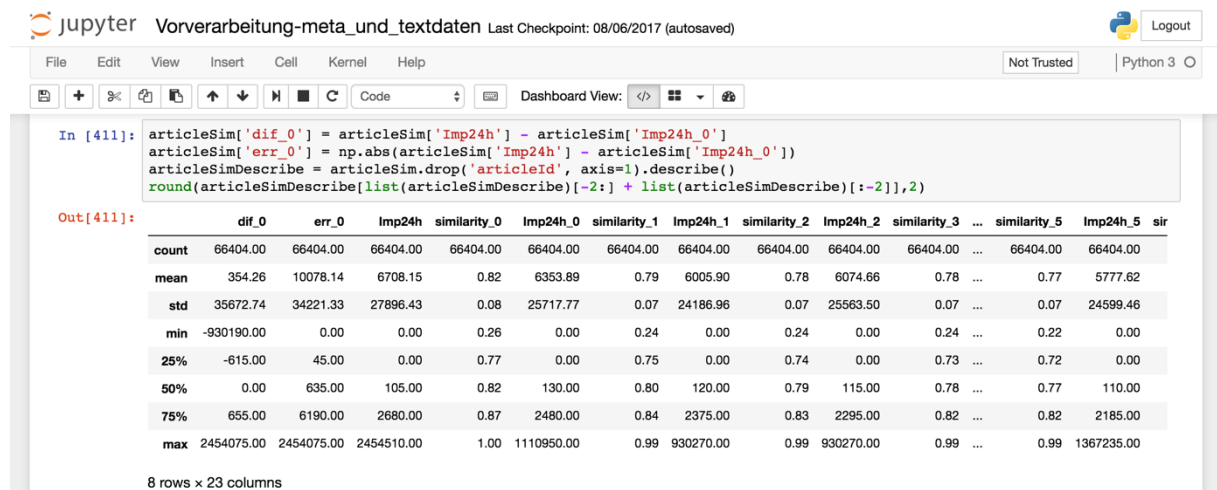 jupyter Vorverarbeitung-meta_und_textdaten Last Checkpoint: 08/06/2017 (autosaved) Logout
File Edit View Insert Cell Kernel Help Not Trusted Python 3
Code Dashboard View:
In [411]: articleSim['dif_0'] = articleSim['Imp24h'] - articleSim['Imp24h_0']
articleSim['err_0'] = np.abs(articleSim['Imp24h'] - articleSim['Imp24h_0'])
articleSimDescribe = articleSim.drop('articleId', axis=1).describe()
round(articleSimDescribe[list(articleSimDescribe)[-2:] + list(articleSimDescribe)[:-2]],2)
Out[411]:
dif_0 err_0 Imp24h similarity_0 Imp24h_0 similarity_1 Imp24h_1 similarity_2 Imp24h_2 similarity_3 ... similarity_5 Imp24h_5 sir
count 66404.00 66404.00 66404.00 66404.00 66404.00 66404.00 66404.00 66404.00 66404.00 66404.00 ... 66404.00 66404.00
mean 354.26 10078.14 6708.15 0.82 6353.89 0.79 6005.90 0.78 6074.66 0.78 ... 0.77 5777.62
std 35672.74 34221.33 27896.43 0.08 25717.77 0.07 24186.96 0.07 25563.50 0.07 ... 0.07 24599.46
min -930190.00 0.00 0.00 0.26 0.00 0.24 0.00 0.24 0.00 0.24 ... 0.22 0.00
25% -615.00 45.00 0.00 0.77 0.00 0.75 0.00 0.74 0.00 0.73 ... 0.72 0.00
50% 0.00 635.00 105.00 0.82 130.00 0.80 120.00 0.79 115.00 0.78 ... 0.77 110.00
75% 655.00 6190.00 2680.00 0.87 2480.00 0.84 2375.00 0.83 2295.00 0.82 ... 0.82 2185.00
max 2454075.00 2454075.00 2454510.00 1.00 1110950.00 0.99 930270.00 0.99 930270.00 0.99 ... 0.99 1367235.00
8 rows × 23 columns